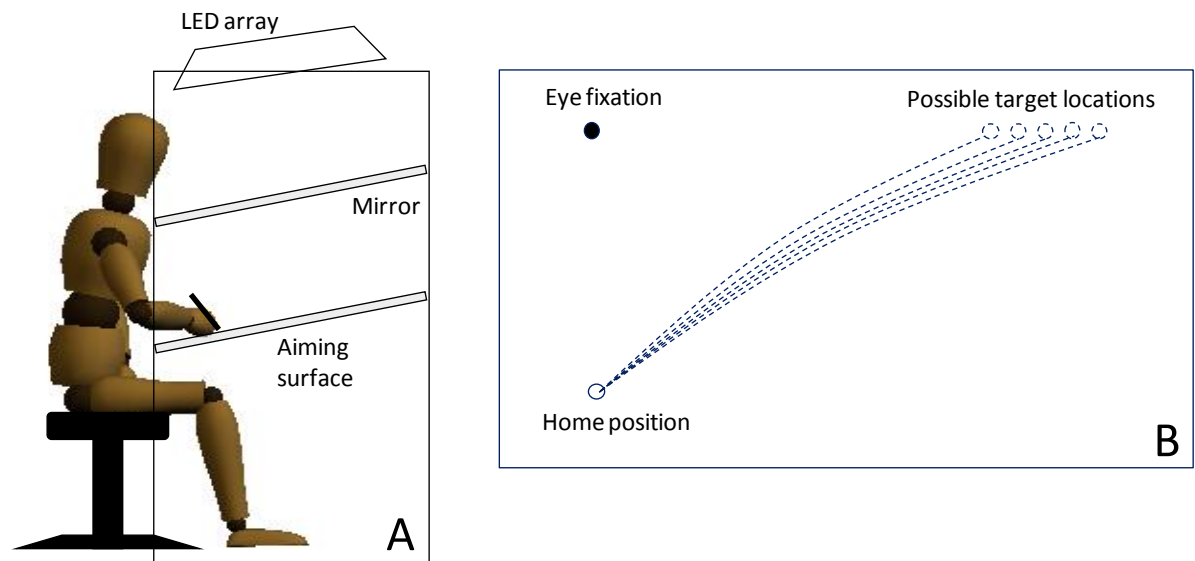 LED array
Mirror
Aiming
surface
A
Eye fixation
Possible target locations
Home position
B